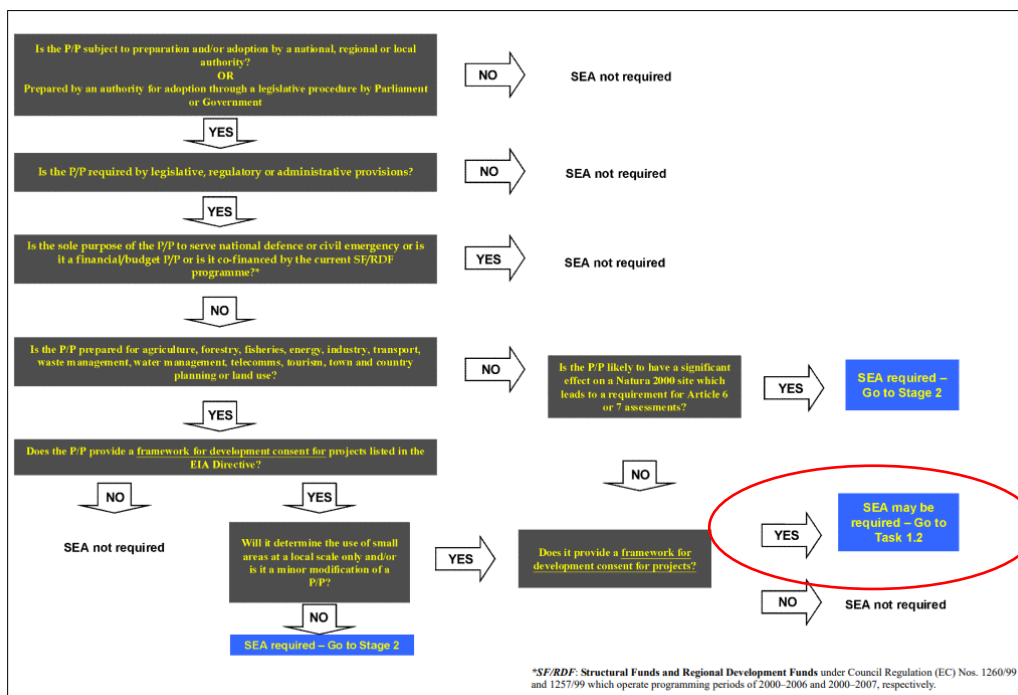 Is the P/P subject to preparation and/or adoption by a national, regional or local
authority?
OR
Prepared by an authority for adoption through a legislative procedure by Parliament
or Government
NO
SEA not required
YES
Is the P/P required by legislative, regulatory or administrative provisions?
NO
SEA not required
YES
Is the sole purpose of the P/P to serve national defence or civil emergency or is
it a financial/budget P/P or is it co-financed by the current SF/RDF
programme?*
YES
SEA not required
NO
Is the P/P prepared for agriculture, forestry, fisheries, energy, industry, transport,
waste management, water management, telecomms, tourism, town and country
planning or land use?
NO
Is the P/P likely to have a significant
effect on a Natura 2000 site which
leads to a requirement for Article 6
or 7 assessments?
YES
SEA required –
Go to Stage 2
YES
Does the P/P provide a framework for development consent for projects listed in the
EIA Directive?
NO
NO
YES
SEA not required
Will it determine the use of small
areas at a local scale only and/or
is it a minor modification of a
P/P?
YES
Does it provide a framework for
development consent for projects?
YES
SEA may be
required – Go to
Task 1.2
NO
SEA not required
NO
SEA required – Go to Stage 2
*SF/RDF: Structural Funds and Regional Development Funds under Council Regulation (EC) Nos. 1260/99
and 1257/99 which operate programming periods of 2000–2006 and 2000–2007, respectively.